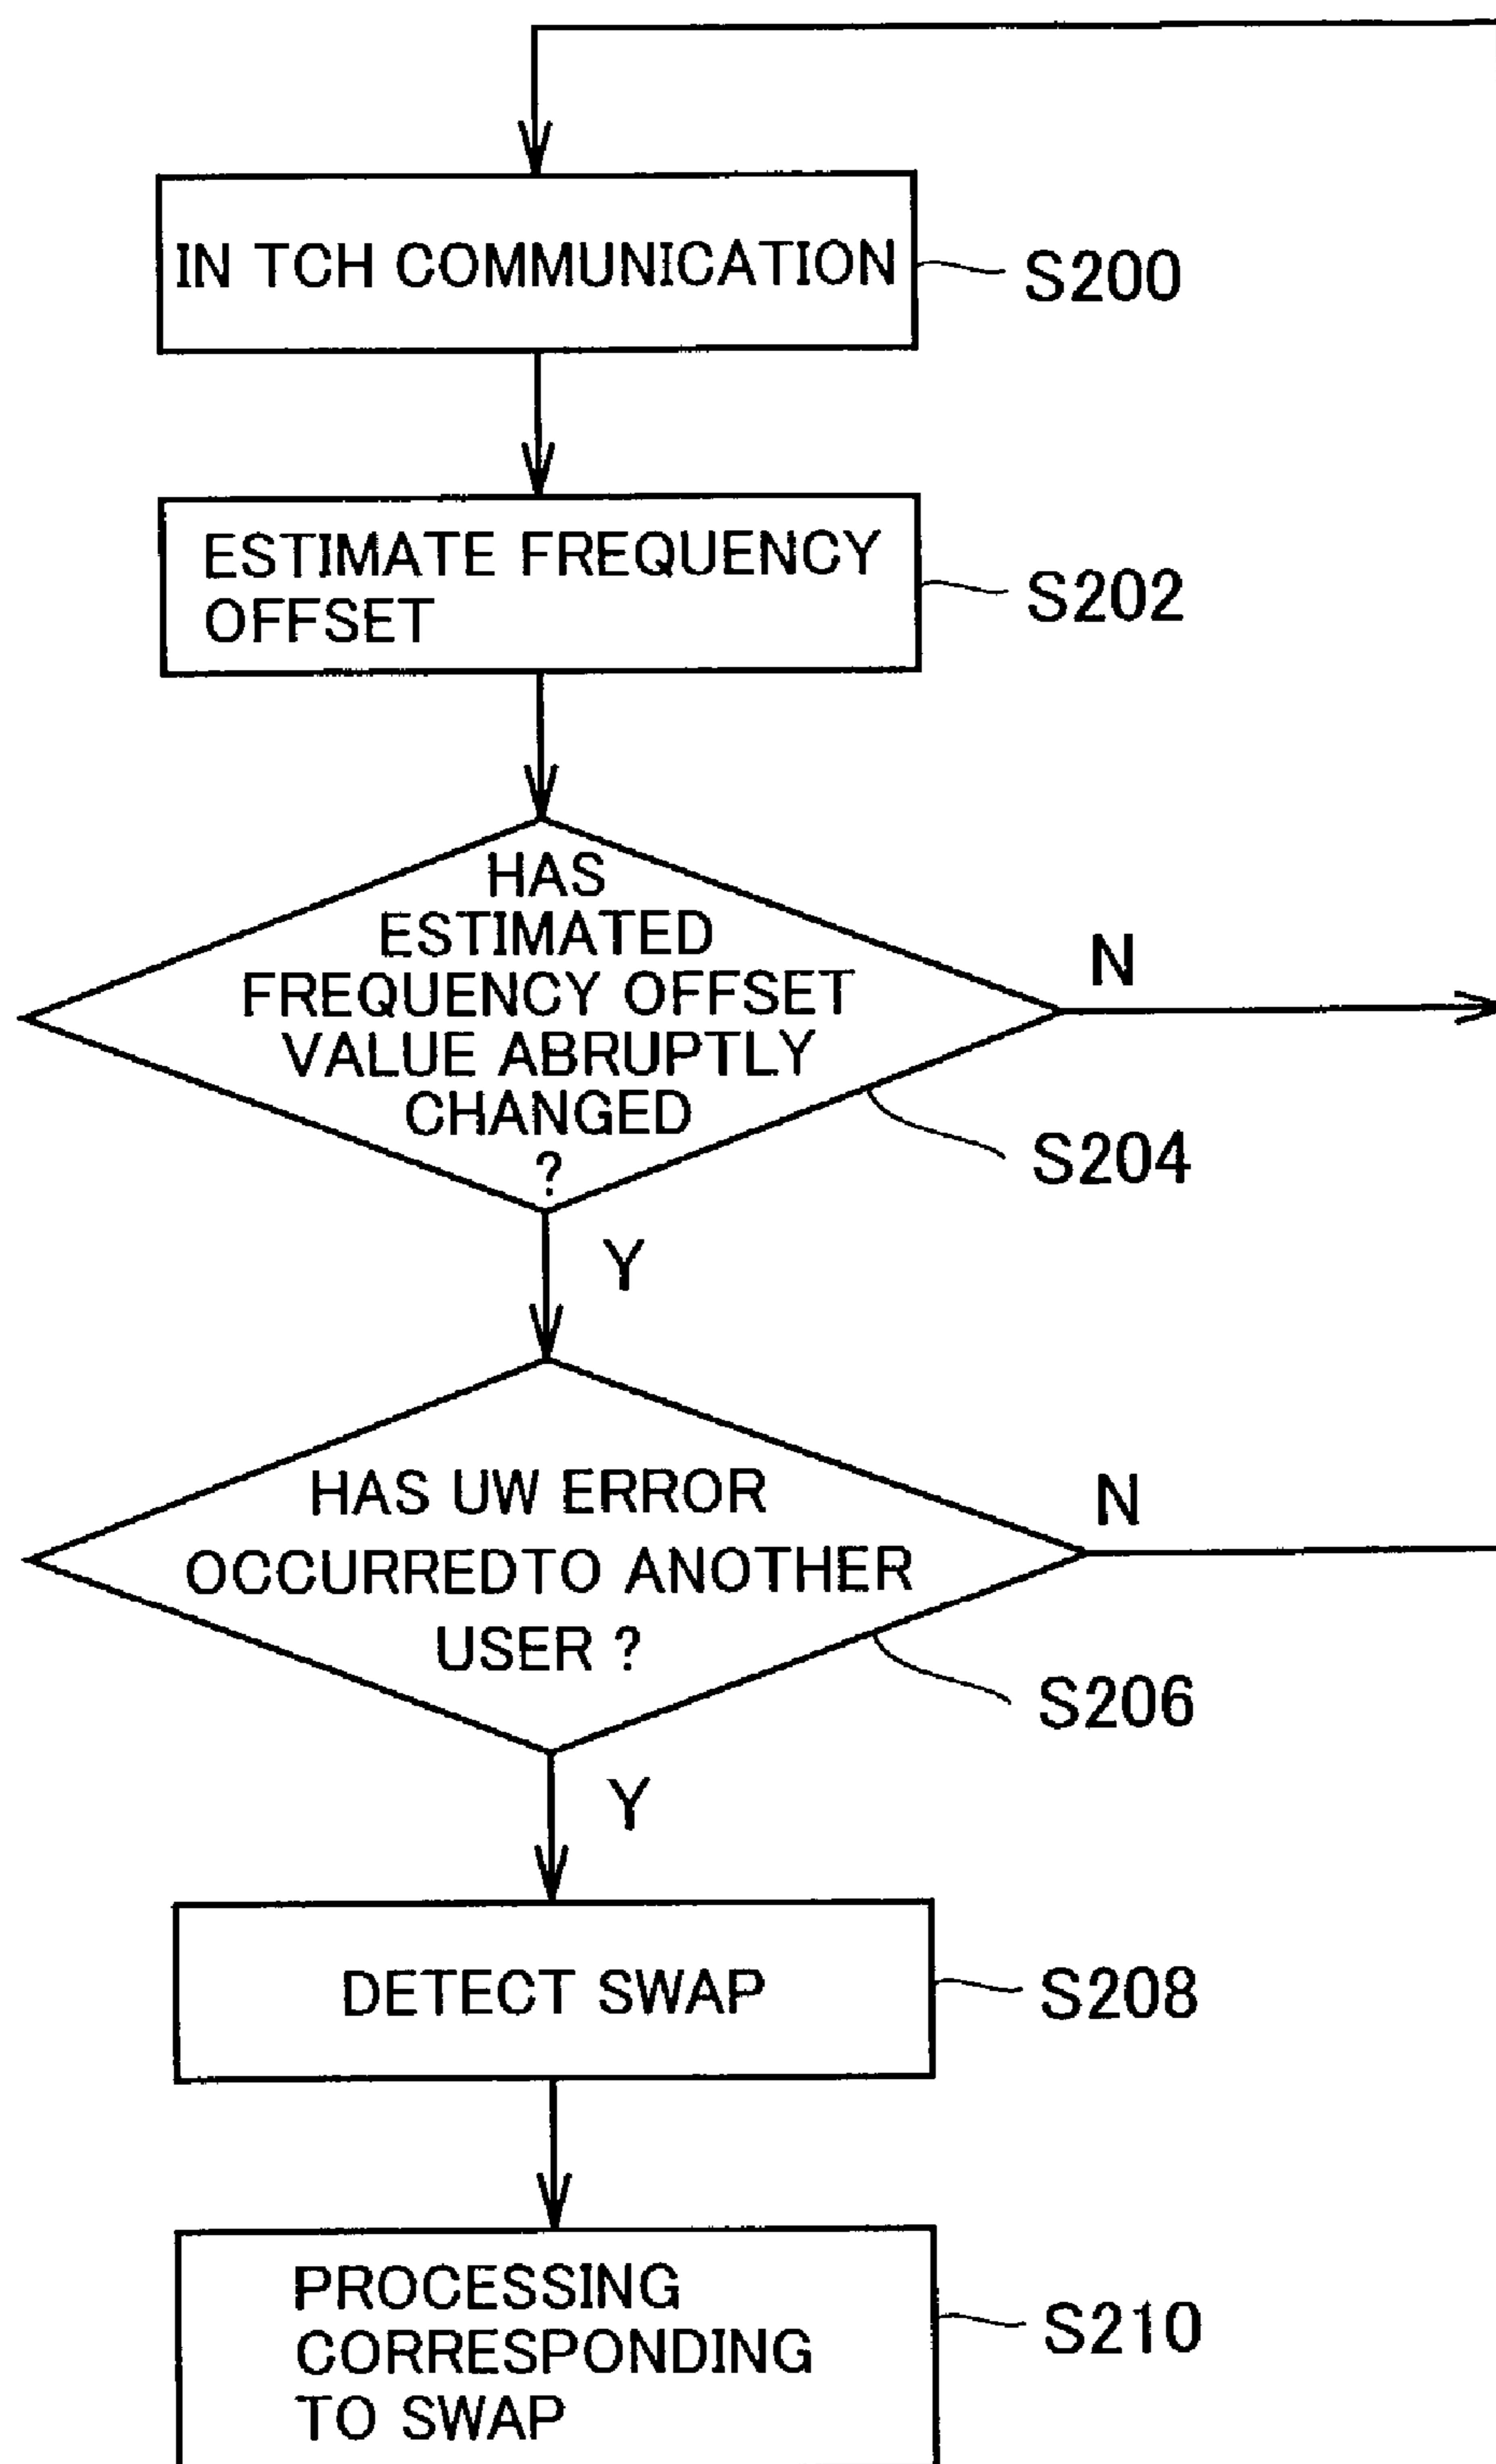 IN TCH COMMUNICATION
S200
ESTIMATE FREQUENCY
OFFSET
S202
HAS
ESTIMATED
FREQUENCY OFFSET
VALUE ABRUPTLY
CHANGED
?
N
S204
Y
HAS UW ERROR
OCCURREDTO ANOTHER
USER ?
N
S206
Y
DETECT SWAP
S208
PROCESSING
CORRESPONDING
TO SWAP
S210